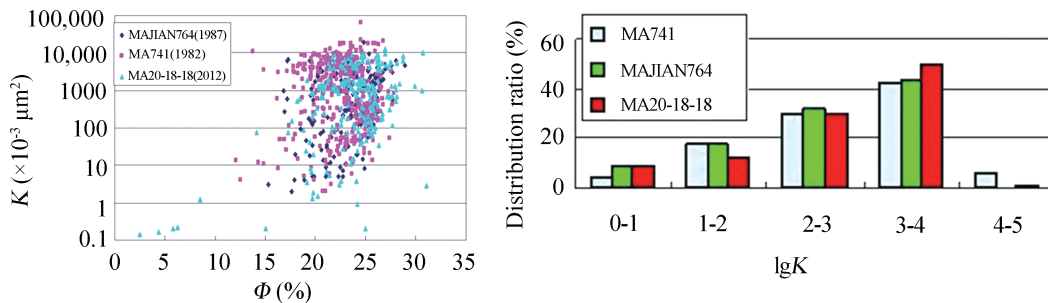 100,000
10,000
1000
100
10
1
0.1
K (×10⁻³ μm²)
MAJIAN764(1987)
MA741(1982)
MA20-18-18(2012)
0 5 10 15 20 25 30 35
Φ (%)
Distribution ratio (%)
60
40
20
0
MA741
MAJIAN764
MA20-18-18
0-1 1-2 2-3 3-4 4-5
lgK